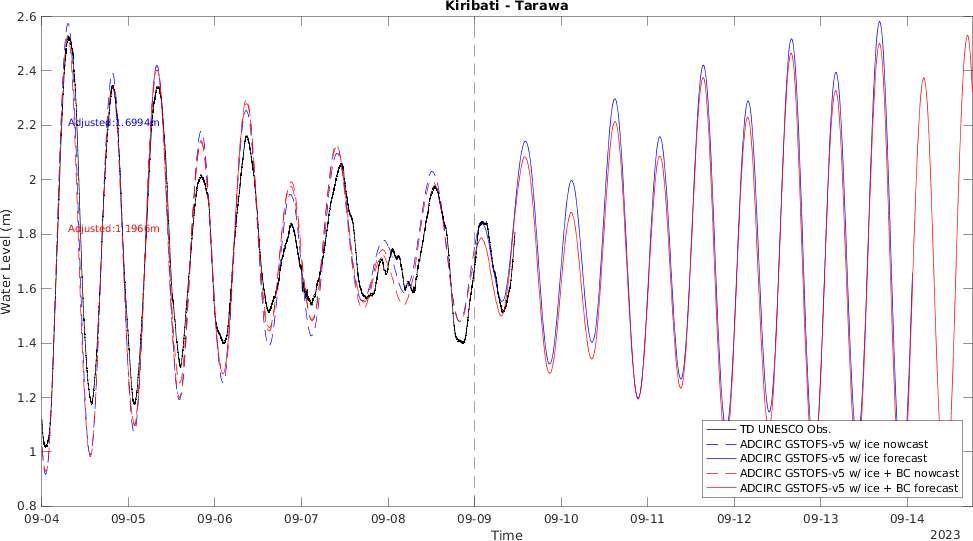 Kiribati - Tarawa
2.6
2.4
2.2
2
1.8
1.6
1.4
1.2
1
0.8
Water Level (m)
Adjusted:1.6994m
Adjusted:1.1966m
TD UNESCO Obs.
ADCIRC GSTOFS-v5 w/ ice nowcast
ADCIRC GSTOFS-v5 w/ ice forecast
ADCIRC GSTOFS-v5 w/ ice + BC nowcast
ADCIRC GSTOFS-v5 w/ ice + BC forecast
09-04 09-05 09-06 09-07 09-08 09-09 09-10 09-11 09-12 09-13 09-14
Time
2023